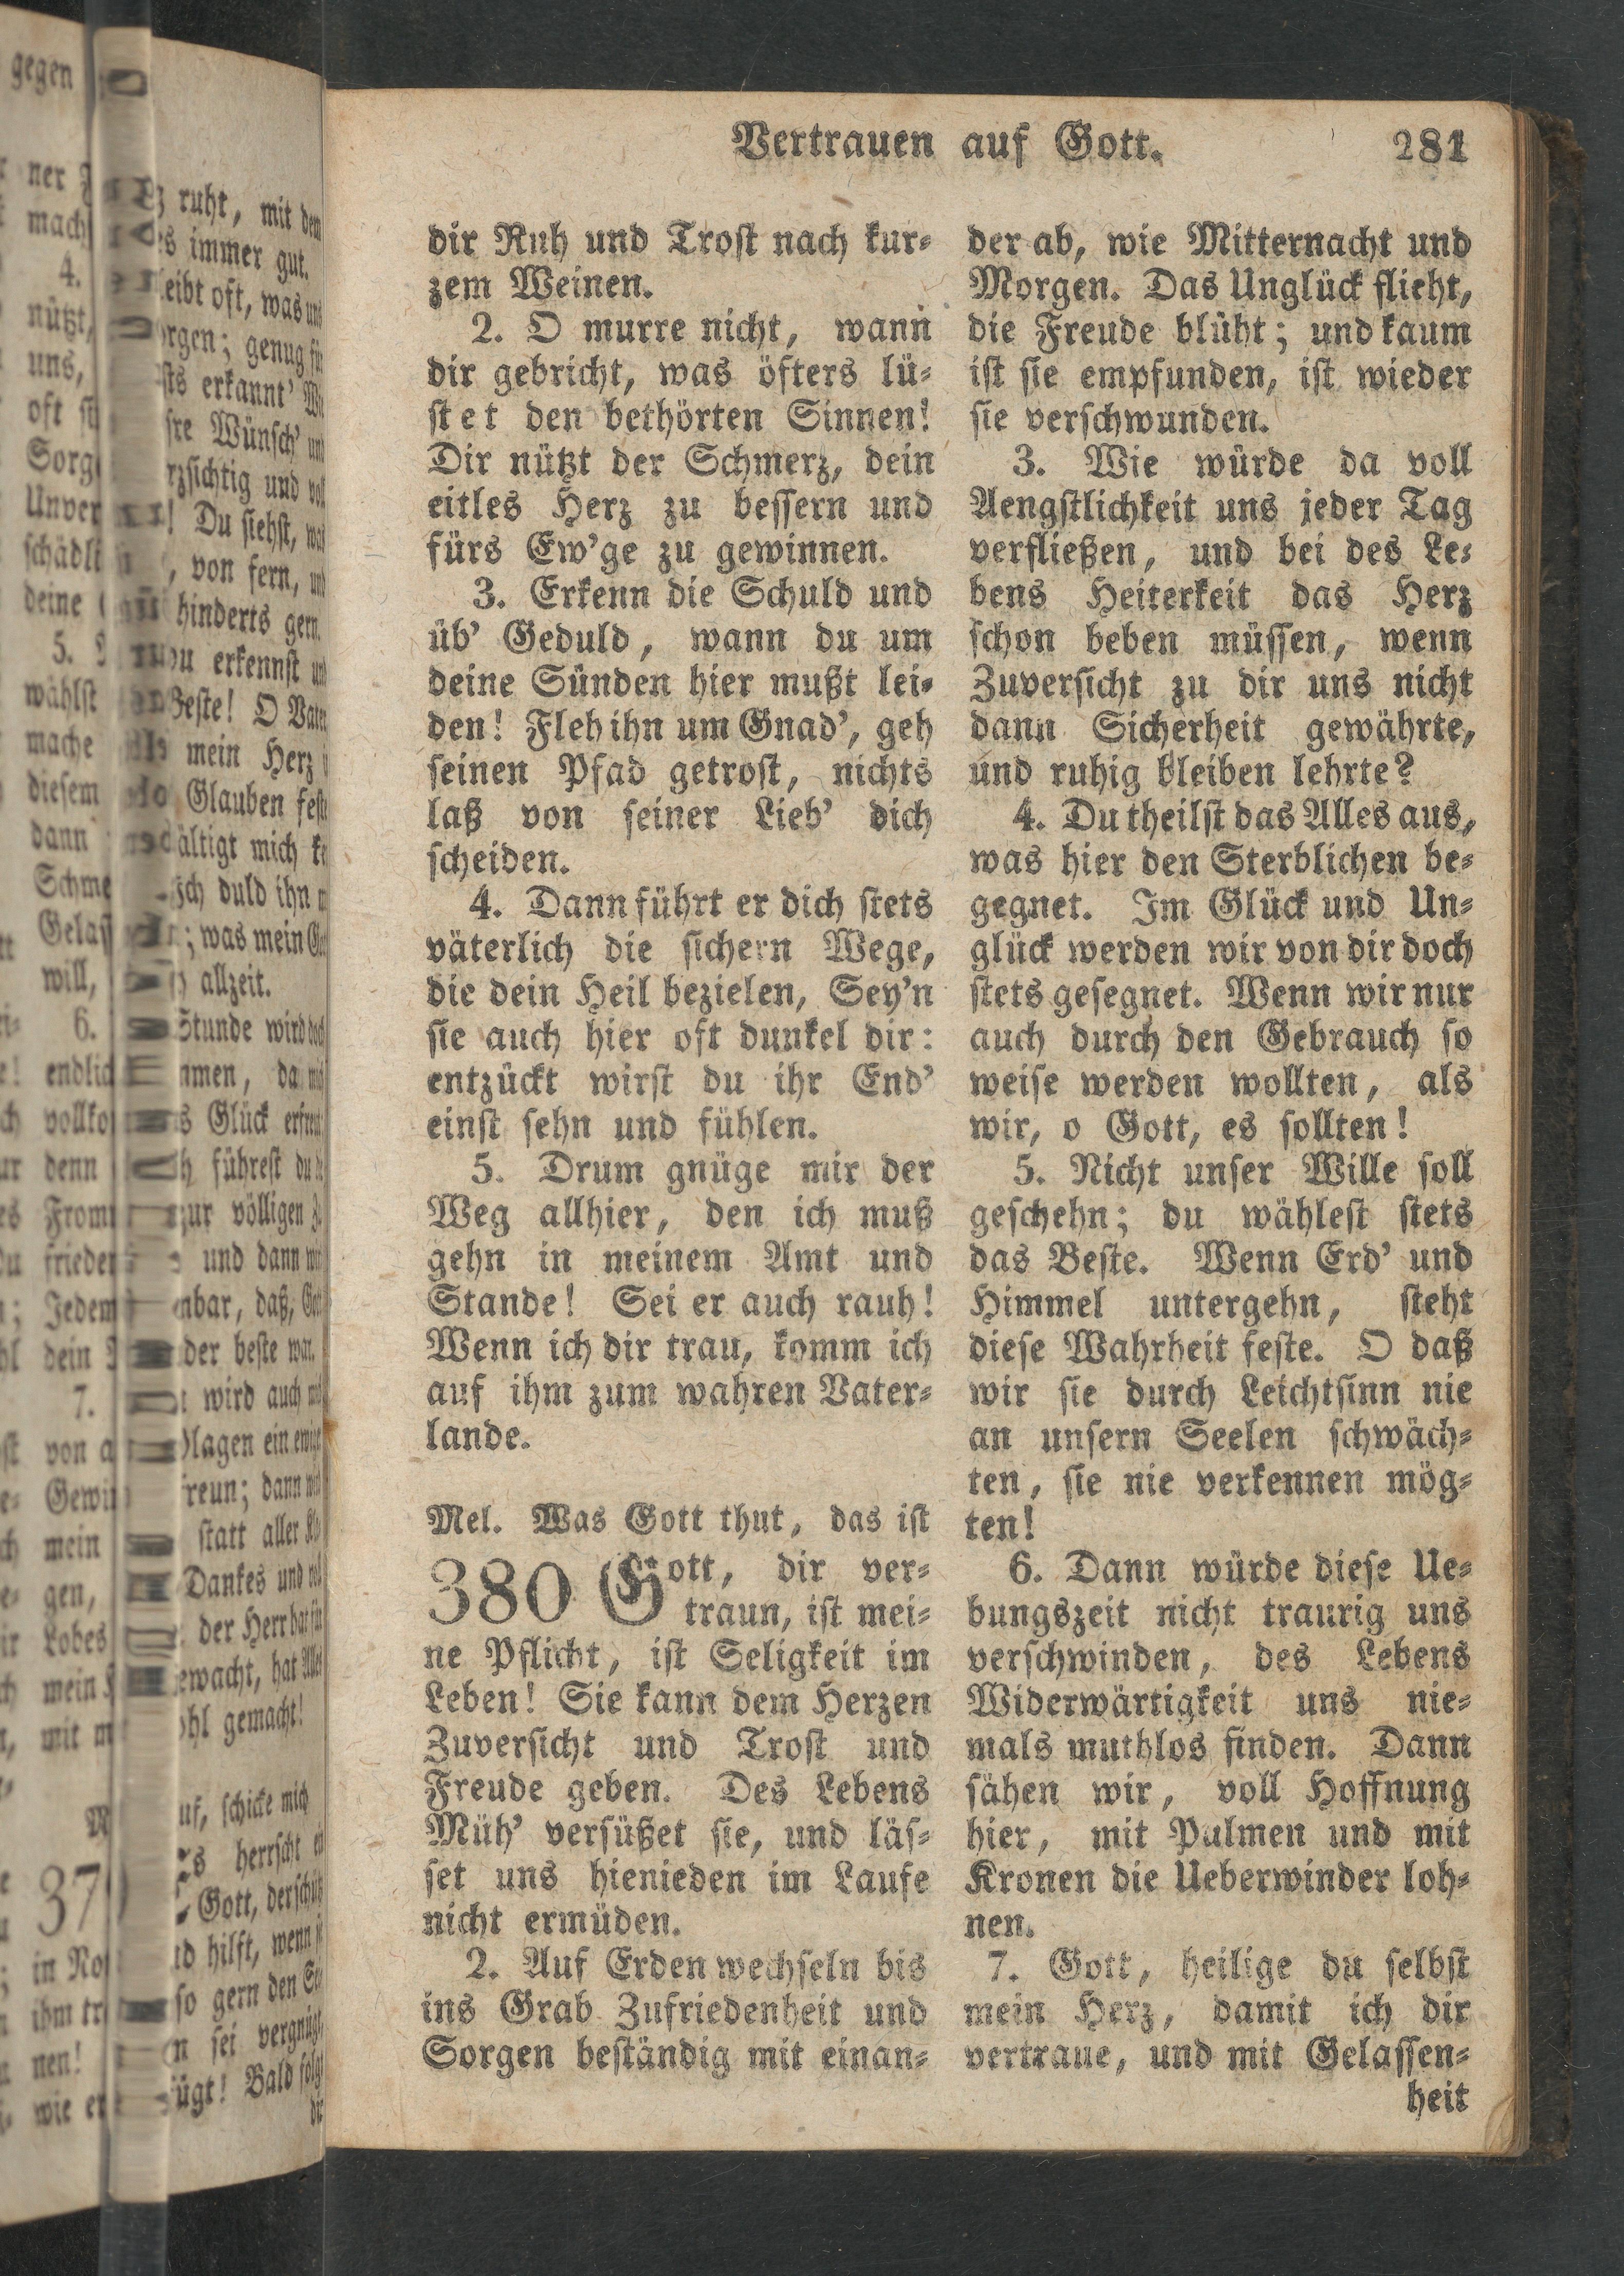 Vertrauen auf Gott. 281
dir Ruh und Trost nach kur-
zem Weinen.
2. O murre nicht, wann
dir gebricht, was öfters lü-
stet den bethörten Sinnen!
Dir nützt der Schmerz, dein
eitles Herz zu bessern und
fürs Ew'ge zu gewinnen.
3. Erkenn die Schuld und
üb' Geduld, wann du um
deine Sünden hier mußt lei-
den! Fleh ihn um Gnad', geh
seinen Pfad getrost, nichts
laß von seiner Lieb' dich
scheiden.
4. Dann führt er dich stets
väterlich die sichern Wege,
die dein Heil bezielen, Sey'n
sie auch hier oft dunkel dir:
entzückt wirst du ihr End'
einst sehn und fühlen.
5. Drum gnüge mir der
Weg allhier, den ich muß
gehn in meinem Amt und
Stande! Sei er auch rauh!
Wenn ich dir trau, komm ich
auf ihm zum wahren Vater-
lande.
Mel. Was Gott thut, das ist
380 Gott, dir ver-
traun, ist mei-
ne Pflicht, ist Seligkeit im
Leben! Sie kann dem Herzen
Zuversicht und Trost und
Freude geben. Des Lebens
Müh' versüßet sie, und läs-
set uns hienieden im Laufe
nicht ermüden.
2. Auf Erden wechseln bis
ins Grab Zufriedenheit und
Sorgen beständig mit einan-
der ab, wie Mitternacht und
Morgen. Das Unglück flieht,
die Freude blüht; und kaum
ist sie empfunden, ist wieder
sie verschwunden.
3. Wie würde da voll
Aengstlichkeit uns jeder Tag
verfließen, und bei des Le-
bens Heiterkeit das Herz
schon beben müssen, wenn
Zuversicht zu dir uns nicht
dann Sicherheit gewährte,
und ruhig bleiben lehrte?
4. Du theilst das Alles aus,
was hier den Sterblichen be-
gegnet. Im Glück und Un-
glück werden wir von dir doch
stets gesegnet. Wenn wir nur
auch durch den Gebrauch so
weise werden wollten, als
wir, o Gott, es sollten!
5. Nicht unser Wille soll
geschehn; du wählest stets
das Beste. Wenn Erd' und
Himmel untergehn, steht
diese Wahrheit feste. O daß
wir sie durch Leichtsinn nie
an unsern Seelen schwäch-
ten, sie nie verkennen mög-
ten!
6. Dann würde diese Ue-
bungszeit nicht traurig uns
verschwinden, des Lebens
Widerwärtigkeit uns nie-
mals muthlos finden. Dann
sähen wir, voll Hoffnung
hier, mit Palmen und mit
Kronen die Ueberwinder loh-
nen.
7. Gott, heilige du selbst
mein Herz, damit ich dir
vertraue, und mit Gelassen-
heit